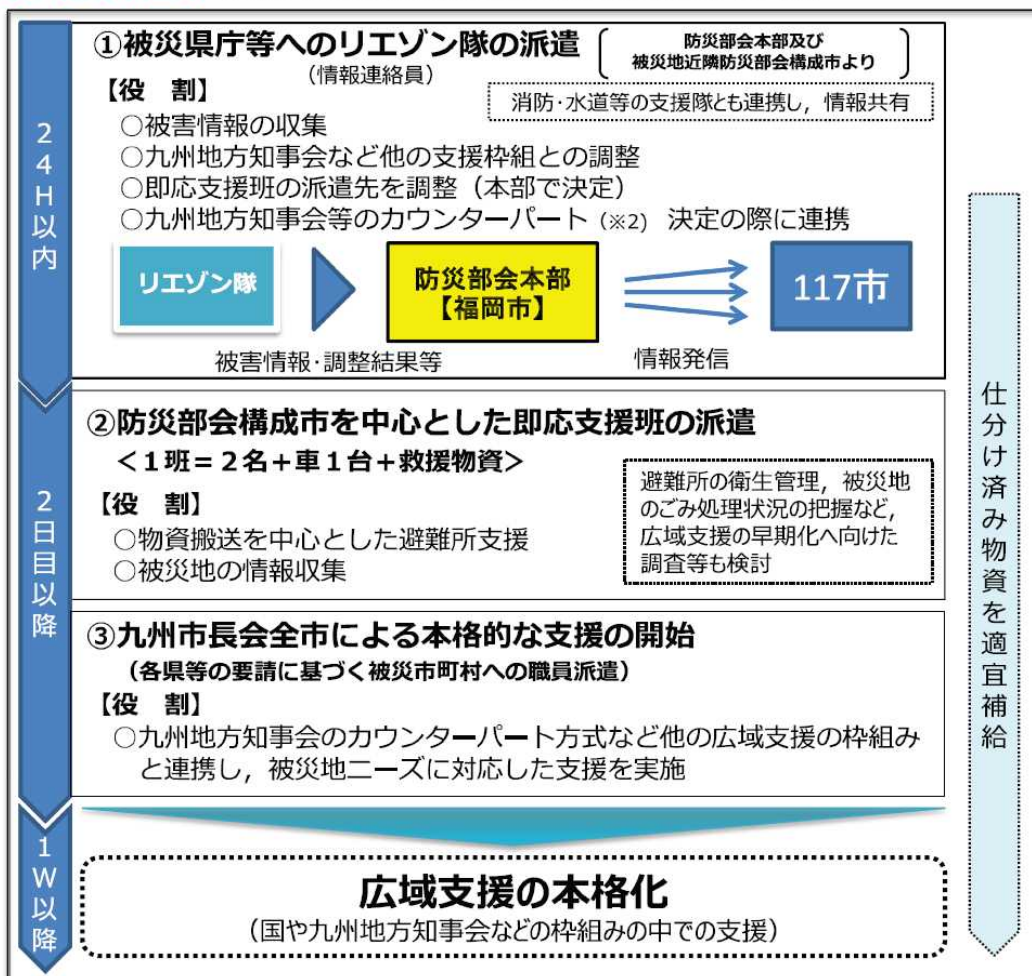 24H以内
①被災県庁等へのリエゾン隊の派遣
(情報連絡員)
防災部会本部及び
被災地近隣防災部会構成市より
【役　割】
消防・水道等の支援隊とも連携し，情報共有
○被害情報の収集
○九州地方知事会など他の支援枠組との調整
○即応支援班の派遣先を調整（本部で決定）
○九州地方知事会等のカウンターパート（※2）決定の際に連携
リエゾン隊
防災部会本部
【福岡市】
117市
被害情報・調整結果等
情報発信
2日目以降
②防災部会構成市を中心とした即応支援班の派遣
＜１班＝２名＋車１台＋救援物資＞
【役　割】
○物資搬送を中心とした避難所支援
○被災地の情報収集
避難所の衛生管理，被災地
のごみ処理状況の把握など，
広域支援の早期化へ向けた
調査等も検討
③九州市長会全市による本格的な支援の開始
（各県等の要請に基づく被災市町村への職員派遣）
【役　割】
○九州地方知事会のカウンターパート方式など他の広域支援の枠組み
と連携し，被災地ニーズに対応した支援を実施
1W以降
広域支援の本格化
（国や九州地方知事会などの枠組みの中での支援）
仕分け済み物資を適宜補給